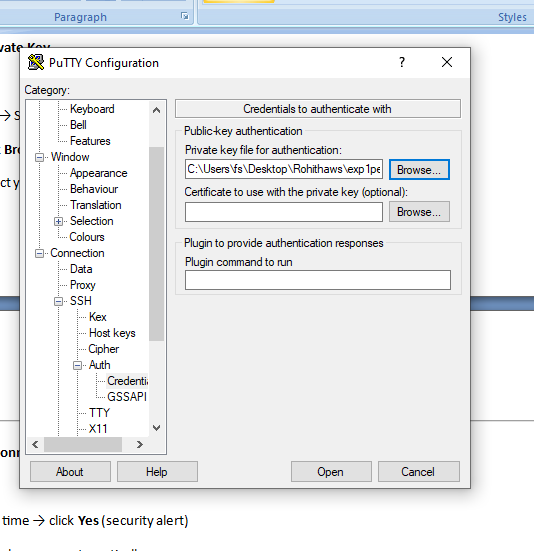 Paragraph
Styles
vate Key
PuTTY Configuration
?
Category:
Keyboard
Bell
Features
Window
Appearance
Behaviour
Translation
Selection
Colours
Connection
Data
Proxy
SSH
Kex
Host keys
Cipher
Auth
Credenti
GSSAPI
TTY
X11
Credentials to authenticate with
Public-key authentication
Private key file for authentication:
C:\Users\fs\Desktop\Rohithaws\exp1pe
Browse...
Certificate to use with the private key (optional):
Browse...
Plugin to provide authentication responses
Plugin command to run
About
Help
Open
Cancel
→ S
Br
ct y
onn
time → click Yes (security alert)